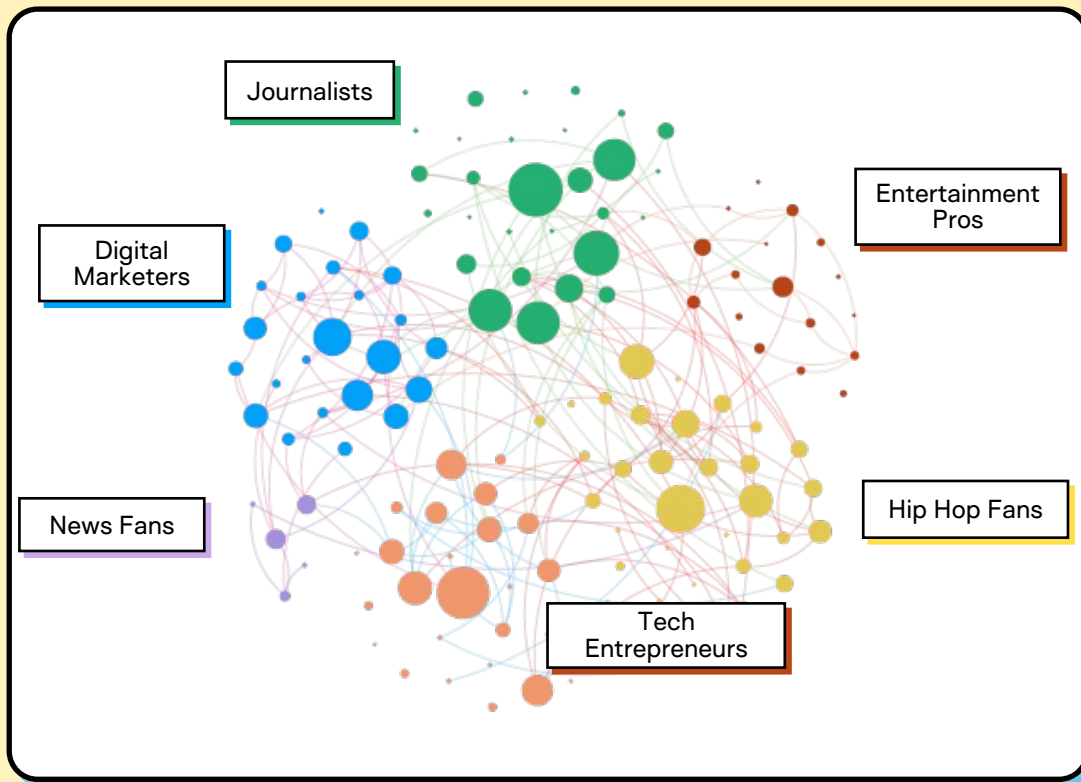 Journalists
Entertainment
Pros
Digital
Marketers
News Fans
Hip Hop Fans
Tech
Entrepreneurs